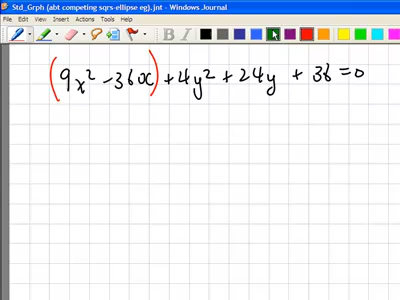 Std_Grph (abt competing sqrs-ellipse eg).jnt - Windows Journal
File Edit View Insert Actions Tools Help
B I
(9x² - 36x) + 4y² + 24y + 36 = 0